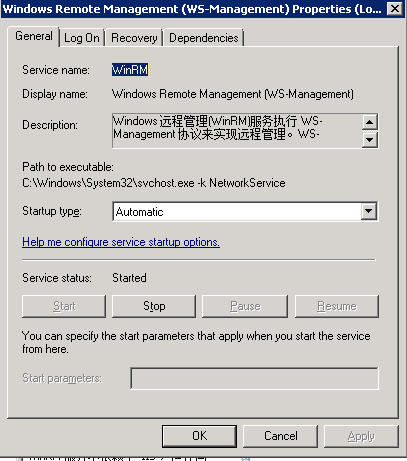 Windows Remote Management (WS-Management) Properties (Lo...
General
Log On
Recovery
Dependencies
Service name: WinRM
Display name: Windows Remote Management (WS-Management)
Description: Windows 远程管理(WinRM)服务执行 WS-
Management 协议来实现远程管理。WS-
Path to executable:
C:\Windows\System32\svchost.exe -k NetworkService
Startup type: Automatic
Help me configure service startup options.
Service status: Started
Start
Stop
Pause
Resume
You can specify the start parameters that apply when you start the service
from here.
Start parameters:
OK
Cancel
Apply